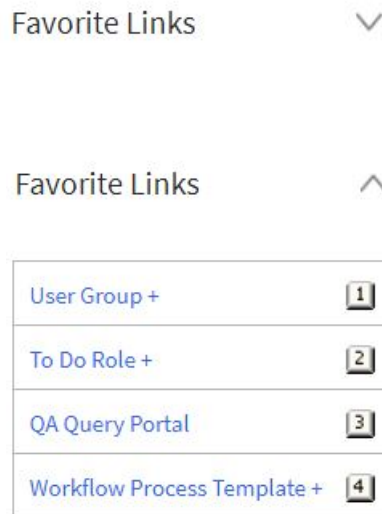 Favorite Links
Favorite Links
User Group + 1
To Do Role + 2
QA Query Portal 3
Workflow Process Template + 4